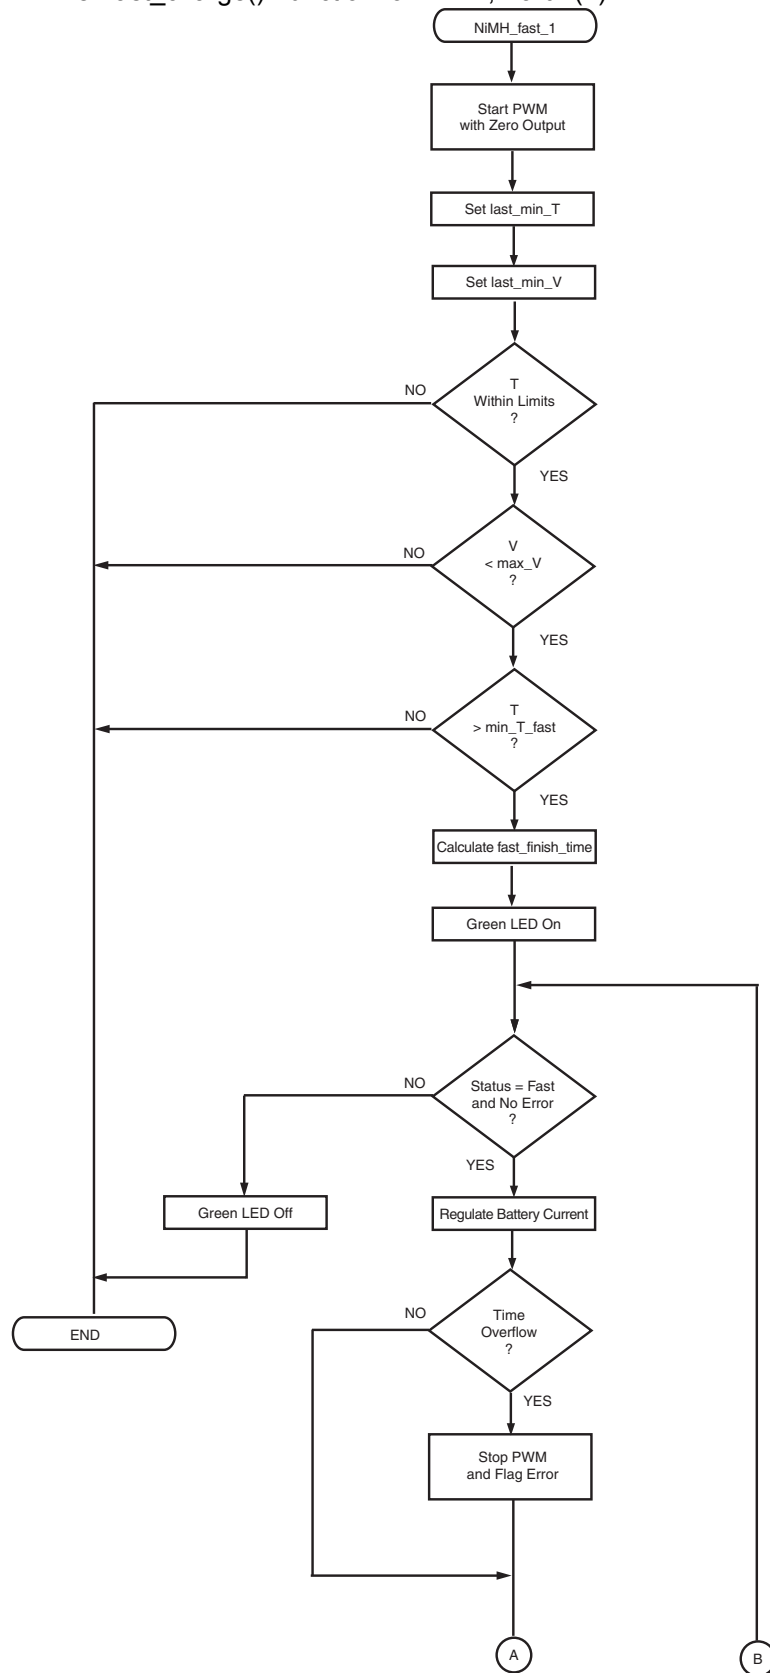 NiMH_fast_1
Start PWM
with Zero Output
Set last_min_T
Set last_min_V
T
Within Limits
?
NO
YES
V
< max_V
?
NO
YES
T
> min_T_fast
?
NO
YES
Calculate fast_finish_time
Green LED On
Status = Fast
and No Error
?
NO
YES
Green LED Off
Regulate Battery Current
END
Time
Overflow
?
NO
YES
Stop PWM
and Flag Error
A
B